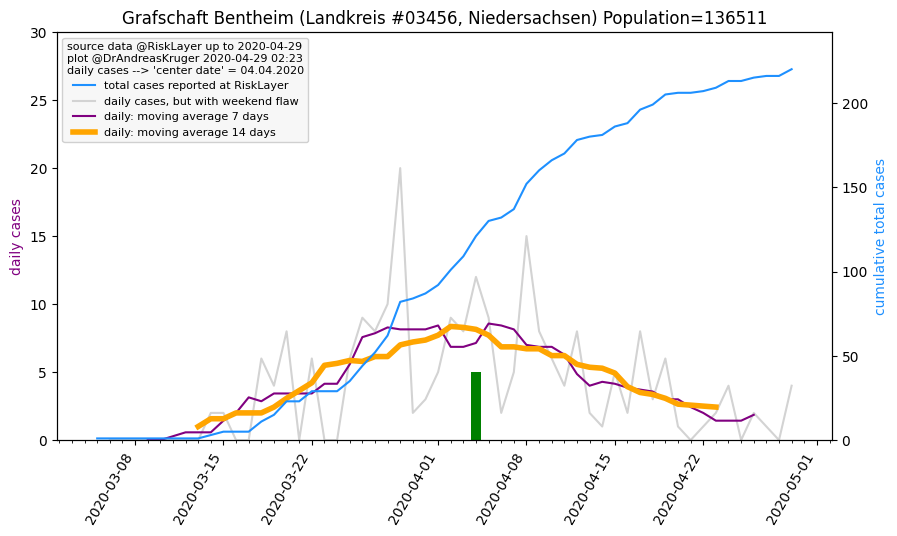 Grafschaft Bentheim (Landkreis #03456, Niedersachsen) Population=136511
source data @RiskLayer up to 2020-04-29
plot @DrAndreasKruger 2020-04-29 02:23
daily cases --> 'center date' = 04.04.2020
total cases reported at RiskLayer
daily cases, but with weekend flaw
daily: moving average 7 days
daily: moving average 14 days
daily cases
30
25
20
15
10
5
0
200
150
100
50
0
cumulative total cases
2020-03-08
2020-03-15
2020-03-22
2020-04-01
2020-04-08
2020-04-15
2020-04-22
2020-05-01